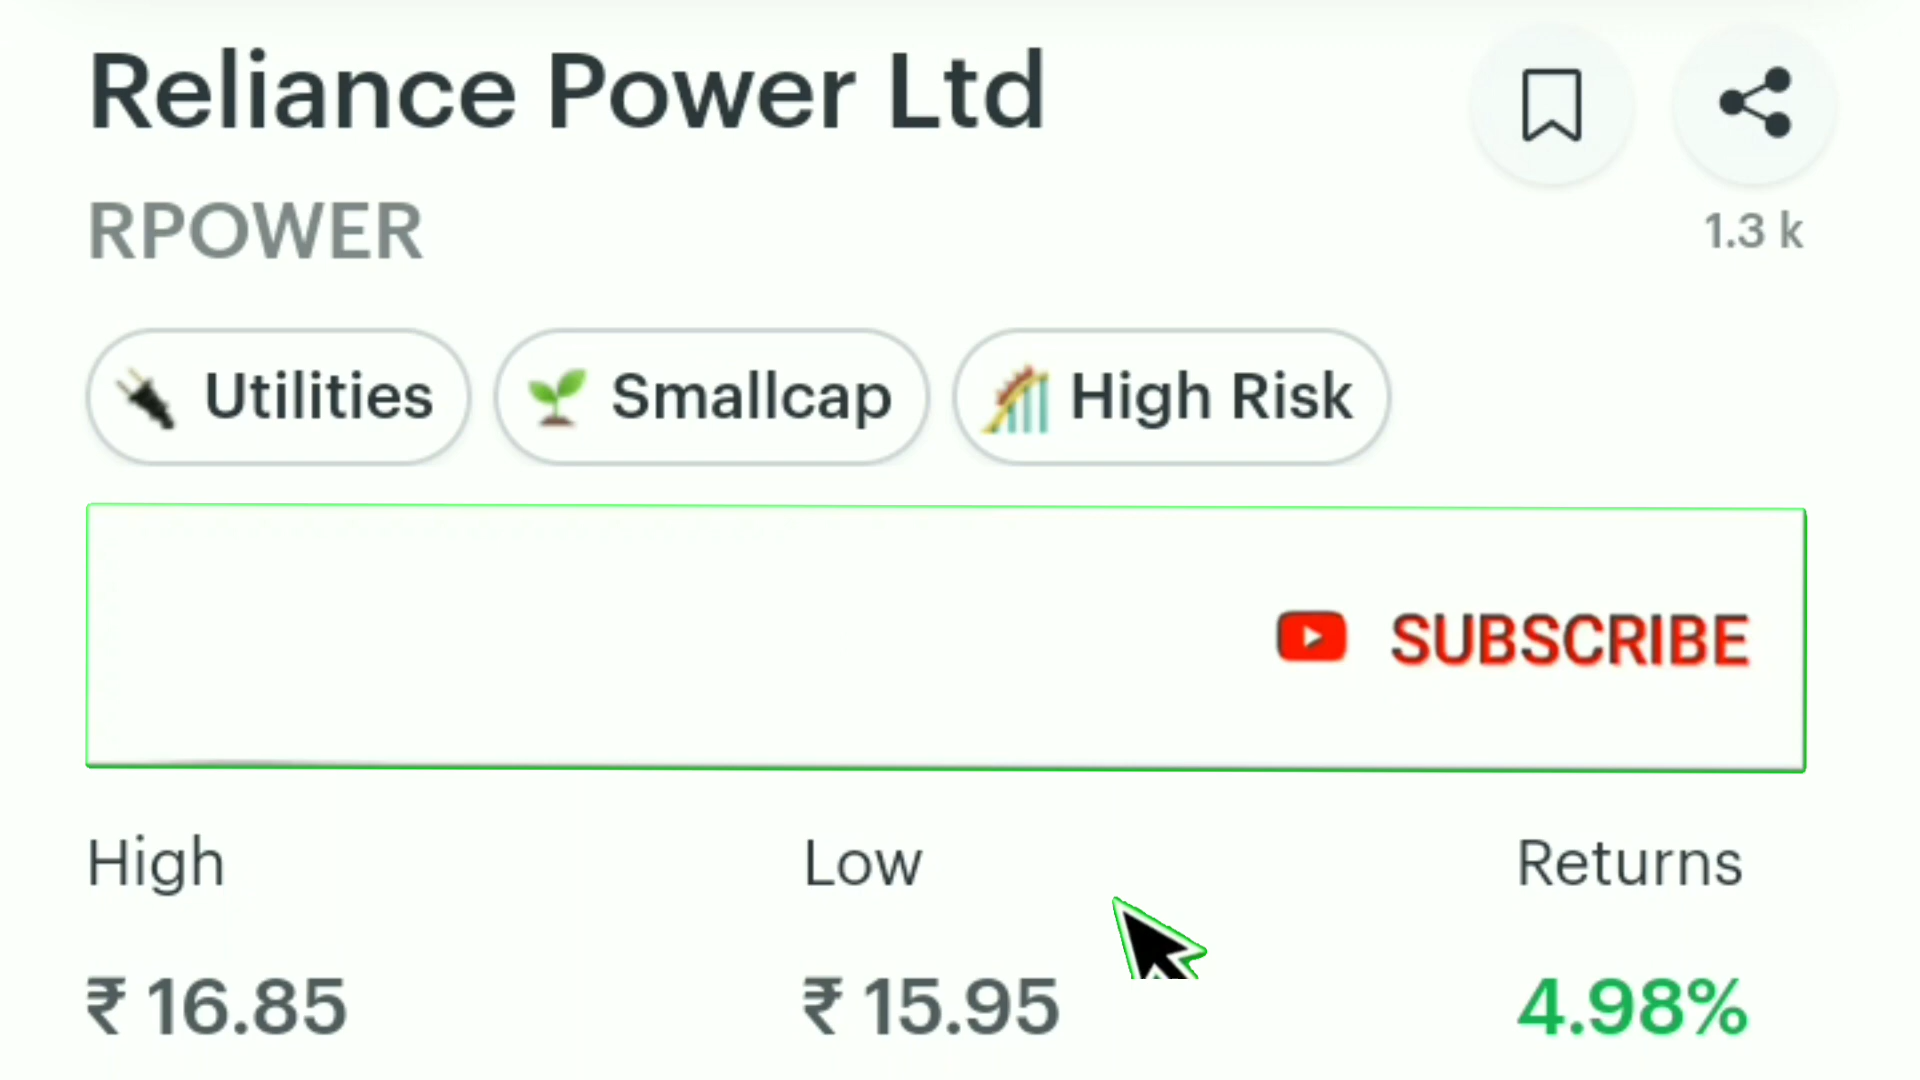 Reliance Power Ltd
RPOWER
1.3 k
Utilities Smallcap High Risk
SUBSCRIBE
High Low Returns
₹ 16.85 ₹ 15.95 4.98%